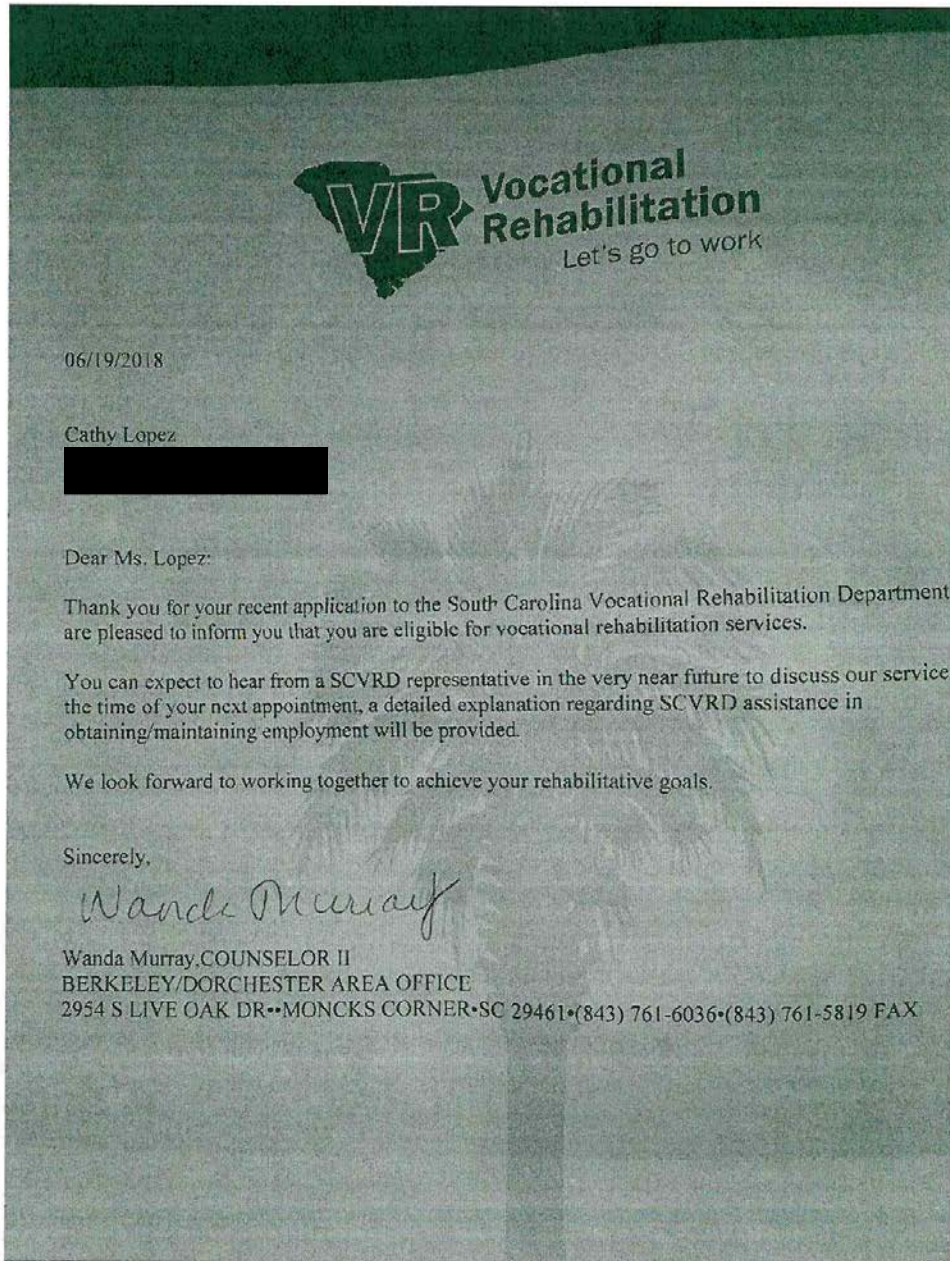 VR Vocational
Rehabilitation
Let's go to work
06/19/2018
Cathy Lopez
Dear Ms. Lopez:
Thank you for your recent application to the South Carolina Vocational Rehabilitation Department
are pleased to inform you that you are eligible for vocational rehabilitation services.
You can expect to hear from a SCVRD representative in the very near future to discuss our service
the time of your next appointment, a detailed explanation regarding SCVRD assistance in
obtaining/maintaining employment will be provided.
We look forward to working together to achieve your rehabilitative goals.
Sincerely,
Wanda Murray
Wanda Murray,COUNSELOR II
BERKELEY/DORCHESTER AREA OFFICE
2954 S LIVE OAK DR••MONCKS CORNER•SC 29461•(843) 761-6036•(843) 761-5819 FAX